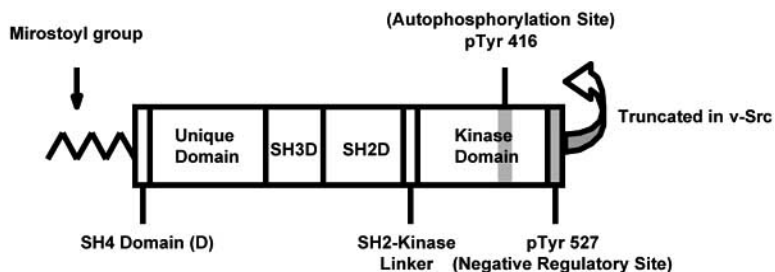 (Autophosphorylation Site)
Mirostoyl group
pTyr 416
Truncated in v-Src
Unique
Domain
SH3D
SH2D
Kinase
Domain
SH4 Domain (D)
SH2-Kinase
Linker
pTyr 527
(Negative Regulatory Site)